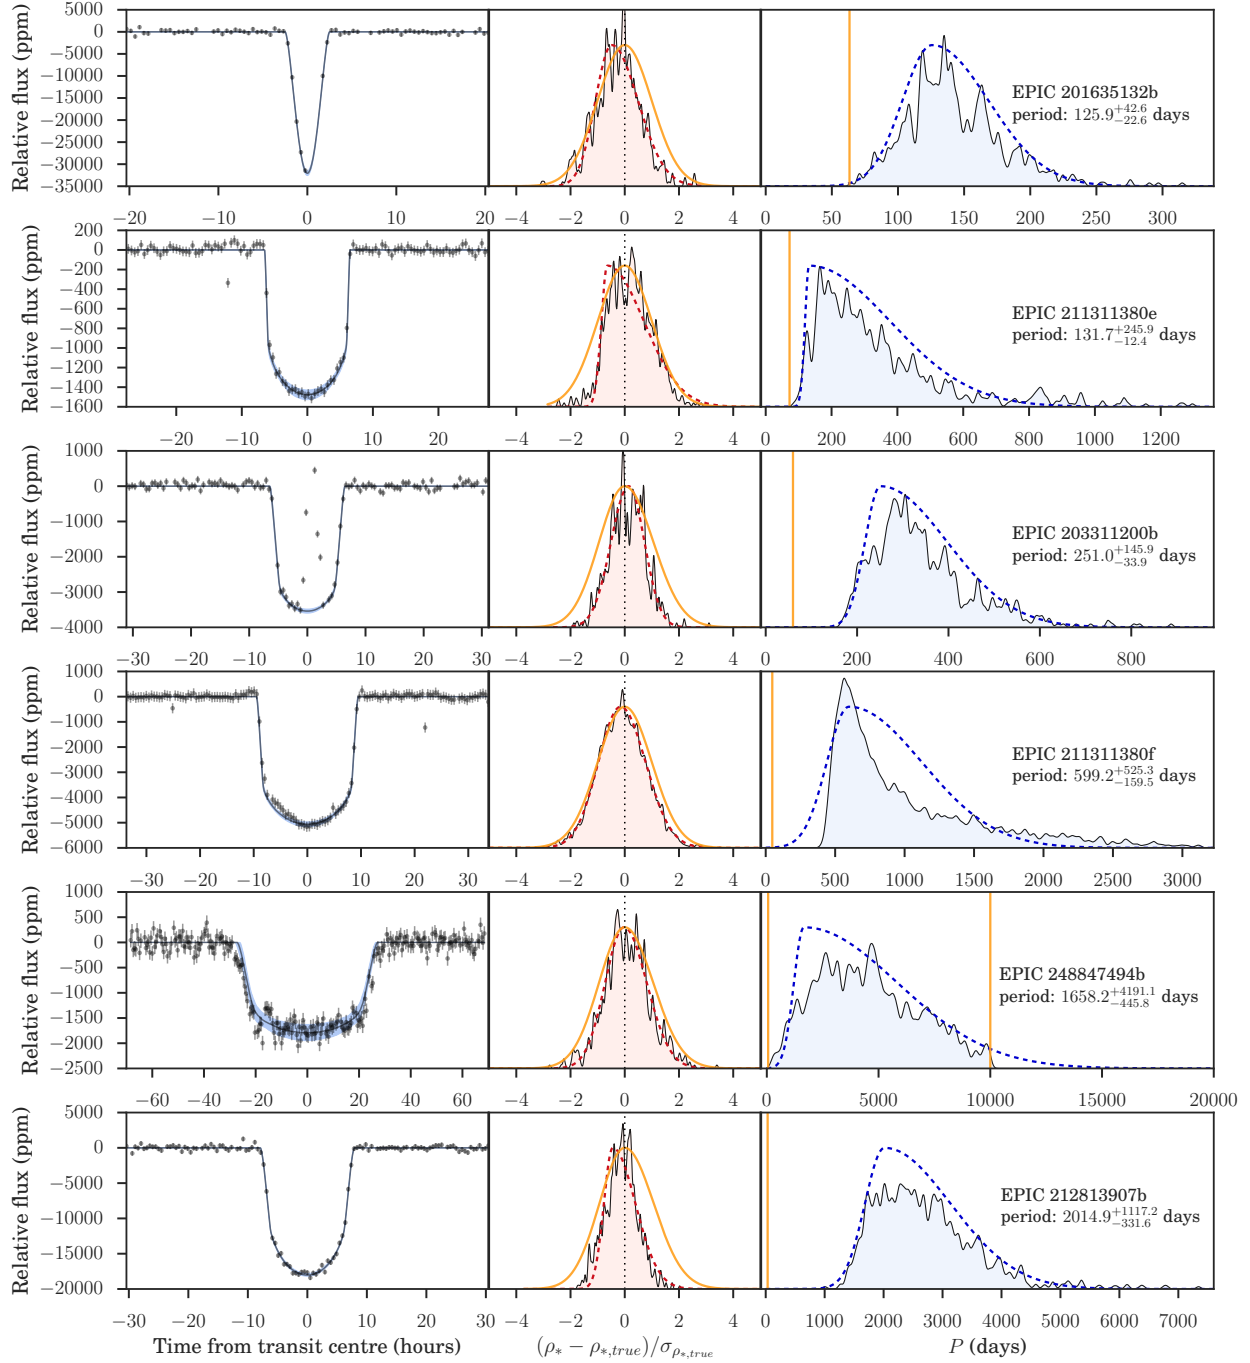 Relative flux (ppm)
5000
0
−5000
−10000
−15000
−20000
−25000
−30000
−35000
−20 −10 0 10 20
−4 −2 0 2 4
0 50 100 150 200 250 300
EPIC 201635132b
period: 125.9 +42.6 −22.6 days
Relative flux (ppm)
200
0
−200
−400
−600
−800
−1000
−1200
−1400
−1600
−20 −10 0 10 20
−4 −2 0 2 4
0 200 400 600 800 1000 1200
EPIC 211311380e
period: 131.7 +245.9 −12.4 days
Relative flux (ppm)
1000
0
−1000
−2000
−3000
−4000
−30 −20 −10 0 10 20 30
−4 −2 0 2 4
0 200 400 600 800
EPIC 203311200b
period: 251.0 +145.9 −33.9 days
Relative flux (ppm)
0
−1000
−2000
−3000
−4000
−5000
−6000
−30 −20 −10 0 10 20 30
−4 −2 0 2 4
0 500 1000 1500 2000 2500 3000
EPIC 211311380f
period: 599.2 +525.3 −159.5 days
Relative flux (ppm)
1000
500
0
−500
−1000
−1500
−2000
−2500
−60 −40 −20 0 20 40 60
−4 −2 0 2 4
0 5000 10000 15000 20000
EPIC 248847494b
period: 1658.2 +4191.1 −445.8 days
Relative flux (ppm)
5000
0
−5000
−10000
−15000
−20000
−30 −20 −10 0 10 20 30
−4 −2 0 2 4
0 1000 2000 3000 4000 5000 6000 7000
EPIC 212813907b
period: 2014.9 +1117.2 −331.6 days
Time from transit centre (hours)
(ρ* − ρ*,true)/σρ*,true
P (days)